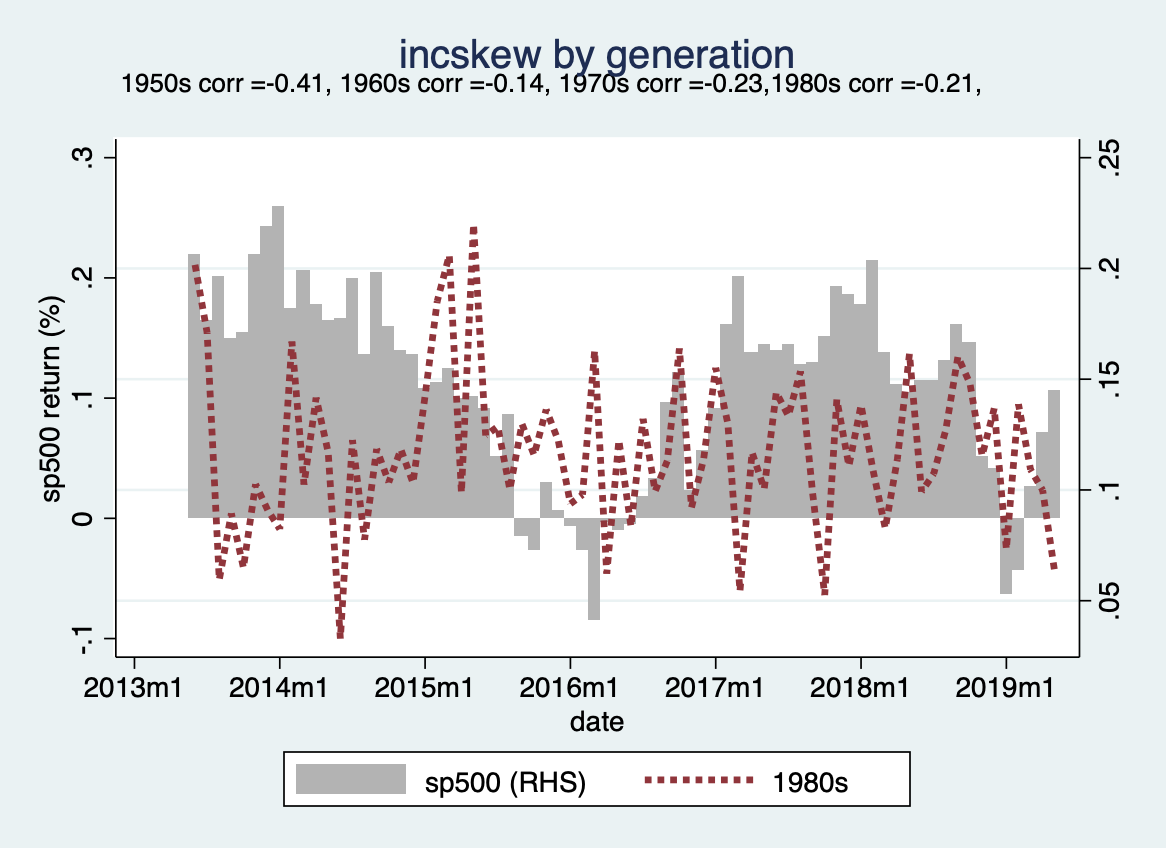 incskew by generation
1950s corr =-0.41, 1960s corr =-0.14, 1970s corr =-0.23,1980s corr =-0.21,
.3
.2
.1
0
-.1
sp500 return (%)
.25
.2
.15
.1
.05
2013m1 2014m1 2015m1 2016m1 2017m1 2018m1 2019m1
date
sp500 (RHS) 1980s